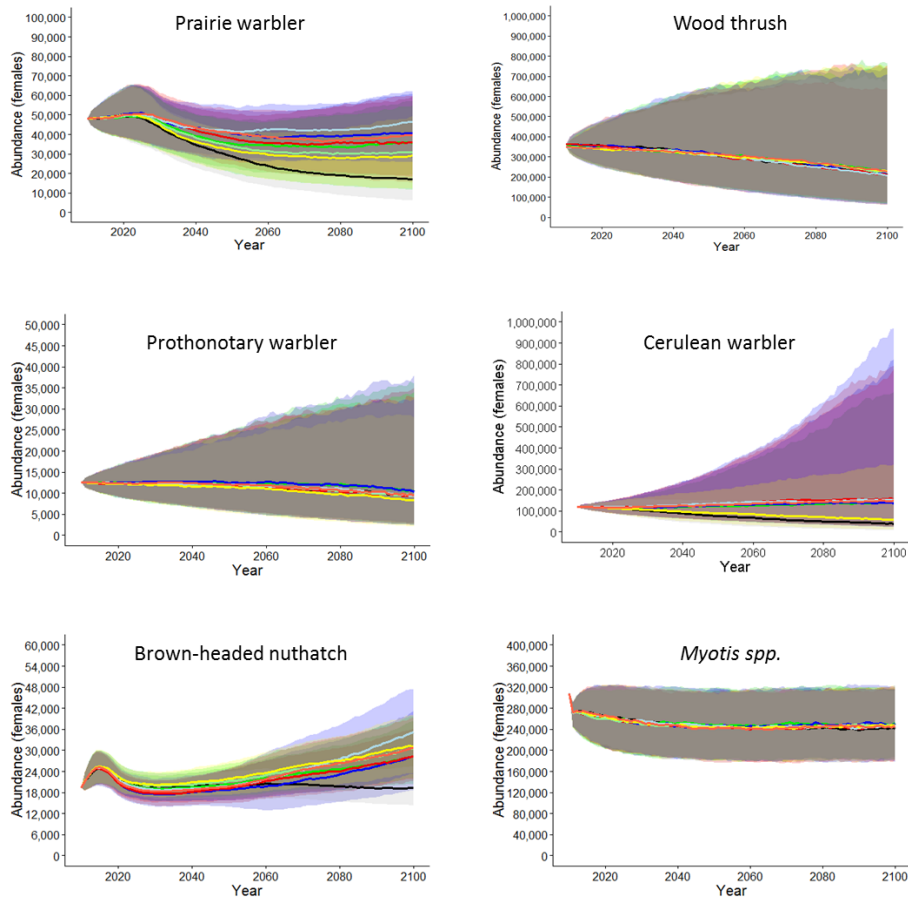 Prairie warbler
Abundance (females)
100,000
90,000
80,000
70,000
60,000
50,000
40,000
30,000
20,000
10,000
0
2020 2040 2060 2080 2100
Year
Wood thrush
Abundance (females)
1,000,000
900,000
800,000
700,000
600,000
500,000
400,000
300,000
200,000
100,000
0
2020 2040 2060 2080 2100
Year
Prothonotary warbler
Abundance (females)
50,000
45,000
40,000
35,000
30,000
25,000
20,000
15,000
10,000
5,000
0
2020 2040 2060 2080 2100
Year
Cerulean warbler
Abundance (females)
1,000,000
900,000
800,000
700,000
600,000
500,000
400,000
300,000
200,000
100,000
0
2020 2040 2060 2080 2100
Year
Brown-headed nuthatch
Abundance (females)
60,000
54,000
48,000
42,000
36,000
30,000
24,000
18,000
12,000
6,000
0
2020 2040 2060 2080 2100
Year
Myotis spp.
Abundance (females)
400,000
360,000
320,000
280,000
240,000
200,000
160,000
120,000
80,000
40,000
0
2020 2040 2060 2080 2100
Year